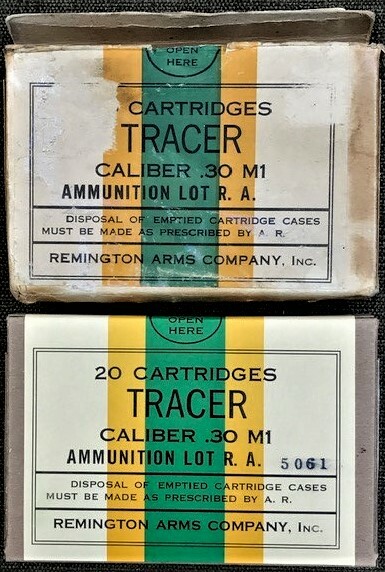 OPEN
HERE
CARTRIDGES
TRACER
CALIBER .30 M1
AMMUNITION LOT R. A.
DISPOSAL OF EMPTIED CARTRIDGE CASES
MUST BE MADE AS PRESCRIBED BY A. R.
REMINGTON ARMS COMPANY, INC.
OPEN
HERE
20 CARTRIDGES
TRACER
CALIBER .30 M1
AMMUNITION LOT R. A. 5061
DISPOSAL OF EMPTIED CARTRIDGE CASES
MUST BE MADE AS PRESCRIBED BY A. R.
REMINGTON ARMS COMPANY, INC.